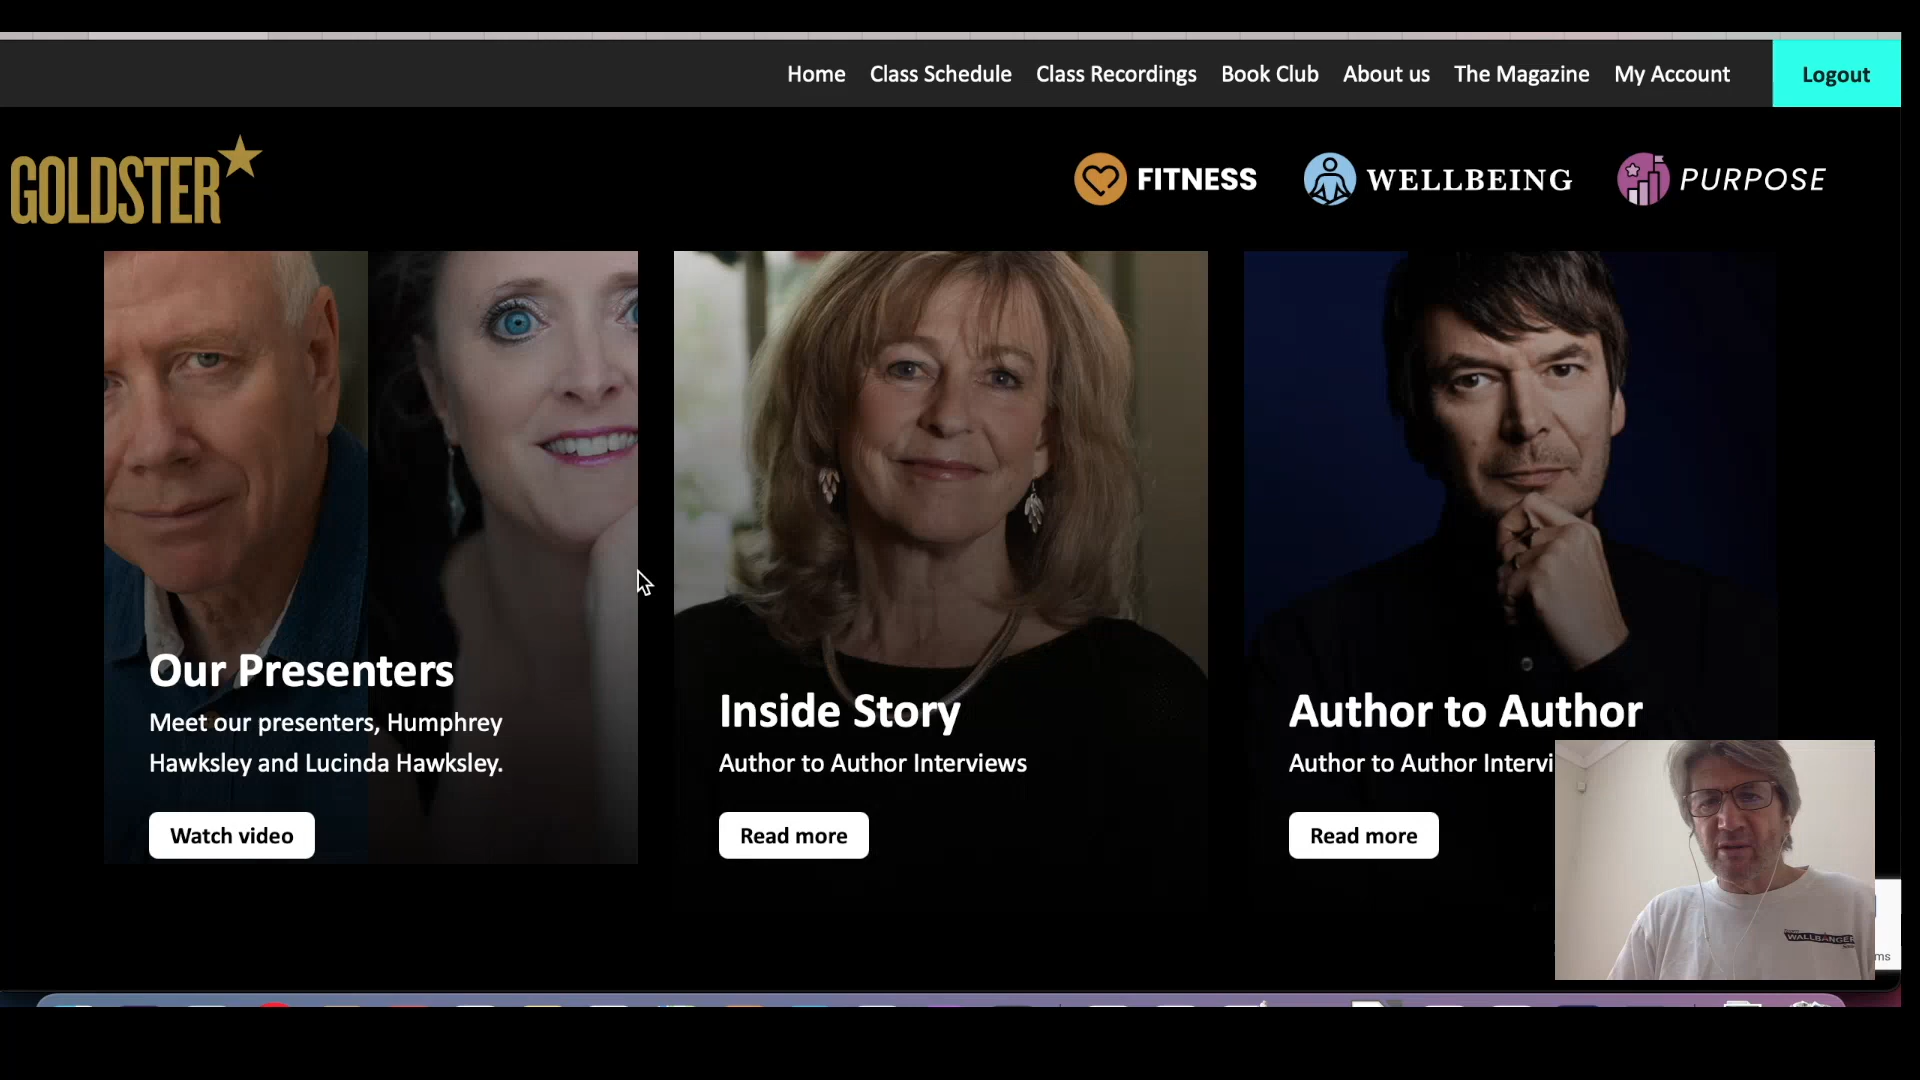 Home Class Schedule Class Recordings Book Club About us The Magazine My Account Logout
GOLDSTER
FITNESS WELLBEING PURPOSE
Our Presenters
Meet our presenters, Humphrey
Hawksley and Lucinda Hawksley.
Watch video
Inside Story
Author to Author Interviews
Read more
Author to Author
Author to Author Intervi
Read more
WALLBANGER
ms